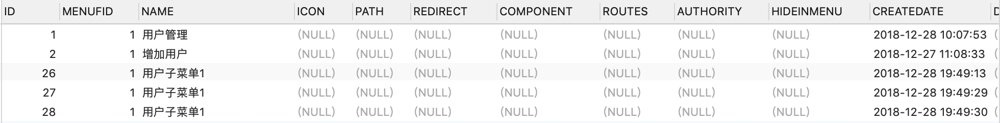 ID MENUFID NAME ICON PATH REDIRECT COMPONENT ROUTES AUTHORITY HIDEINMENU CREATEDATE
1 1 用户管理 (NULL) (NULL) (NULL) (NULL) (NULL) (NULL) (NULL) 2018-12-28 10:07:53
2 1 增加用户 (NULL) (NULL) (NULL) (NULL) (NULL) (NULL) (NULL) 2018-12-27 11:08:33
26 1 用户子菜单1 (NULL) (NULL) (NULL) (NULL) (NULL) (NULL) (NULL) 2018-12-28 19:49:13
27 1 用户子菜单1 (NULL) (NULL) (NULL) (NULL) (NULL) (NULL) (NULL) 2018-12-28 19:49:29
28 1 用户子菜单1 (NULL) (NULL) (NULL) (NULL) (NULL) (NULL) (NULL) 2018-12-28 19:49:30